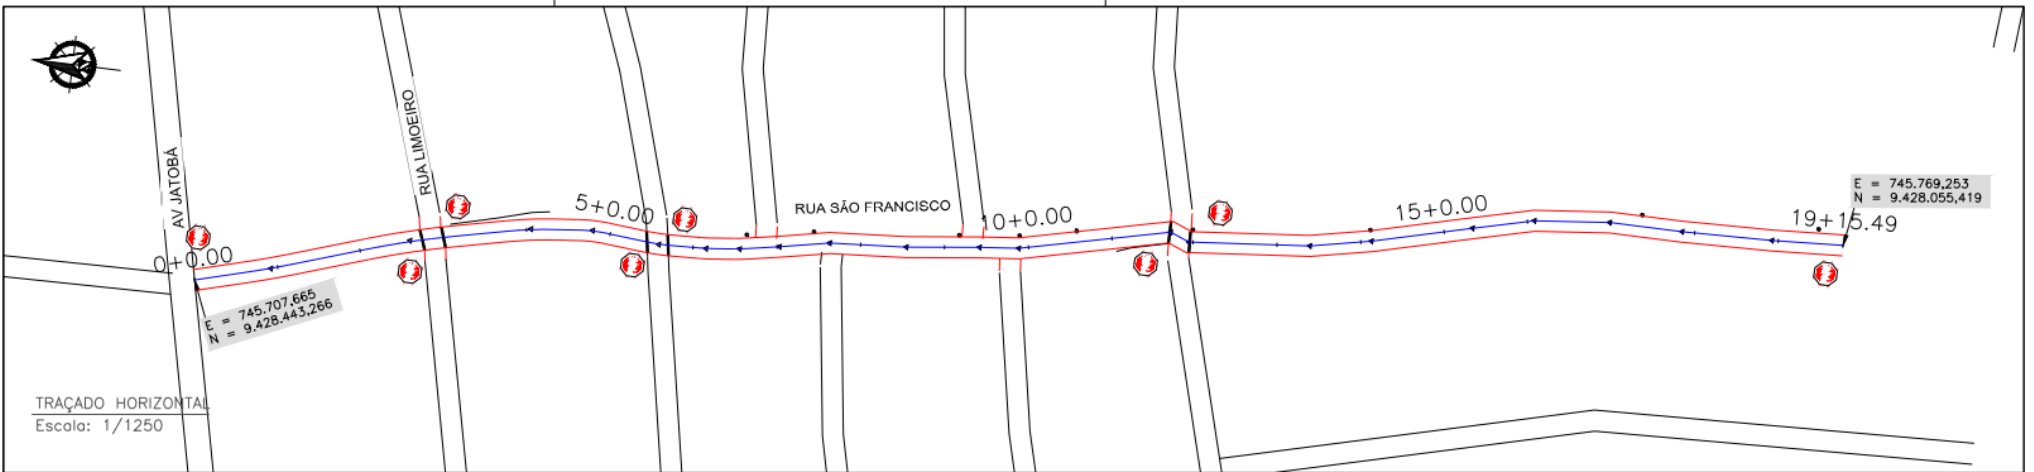 AV JATOBÁ
RUA LIMOEIRO
0+0.00
5+0.00
RUA SÃO FRANCISCO
10+0.00
15+0.00
19+15.49
E = 745.769,253
N = 9.428.055,419
E = 745.707,665
N = 9.428.443,266
TRAÇADO HORIZONTAL
Escala: 1/1250